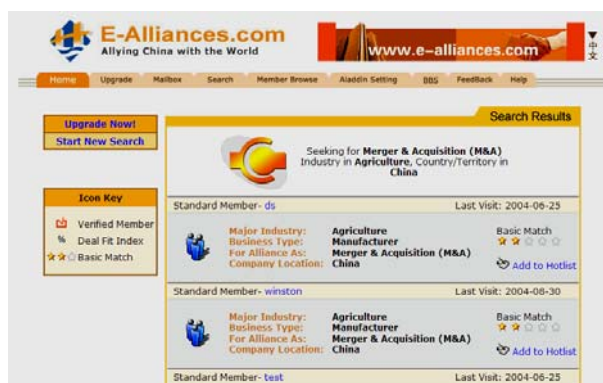 E-Alliances.com
Allying China with the World
www.e-alliances.com
中
文
Home Upgrade Mailbox Search Member Browse Aladdin Setting BBS FeedBack Help
Search Results
Upgrade Now!
Start New Search
Seeking for Merger & Acquisition (M&A)
Industry in Agriculture, Country/Territory in
China
Icon Key
Verified Member
% Deal Fit Index
Basic Match
Standard Member- ds Last Visit: 2004-06-25
Major Industry: Agriculture Basic Match
Business Type: Manufacturer
For Alliance As: Merger & Acquisition (M&A)
Company Location: China Add to Hotlist
Standard Member- winston Last Visit: 2004-08-30
Major Industry: Agriculture Basic Match
Business Type: Manufacturer
For Alliance As: Merger & Acquisition (M&A)
Company Location: China Add to Hotlist
Standard Member- test Last Visit: 2004-06-25